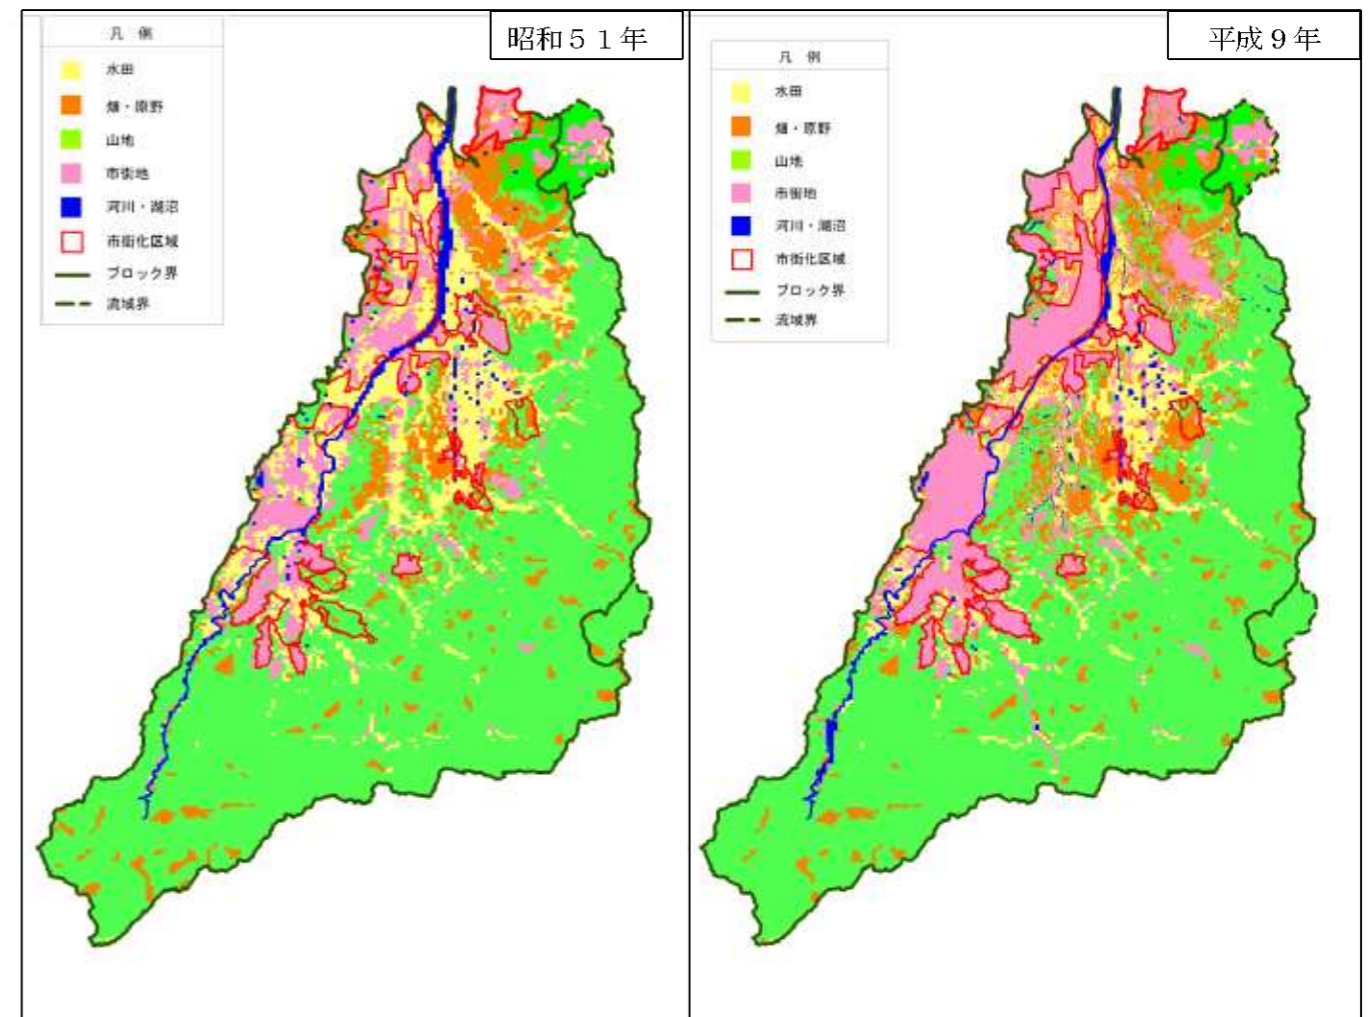 昭和５１年
凡 例
水田
畑・原野
山地
市街地
河川・湖沼
市街化区域
ブロック界
流域界
平成９年
凡 例
水田
畑・原野
山地
市街地
河川・湖沼
市街化区域
ブロック界
流域界